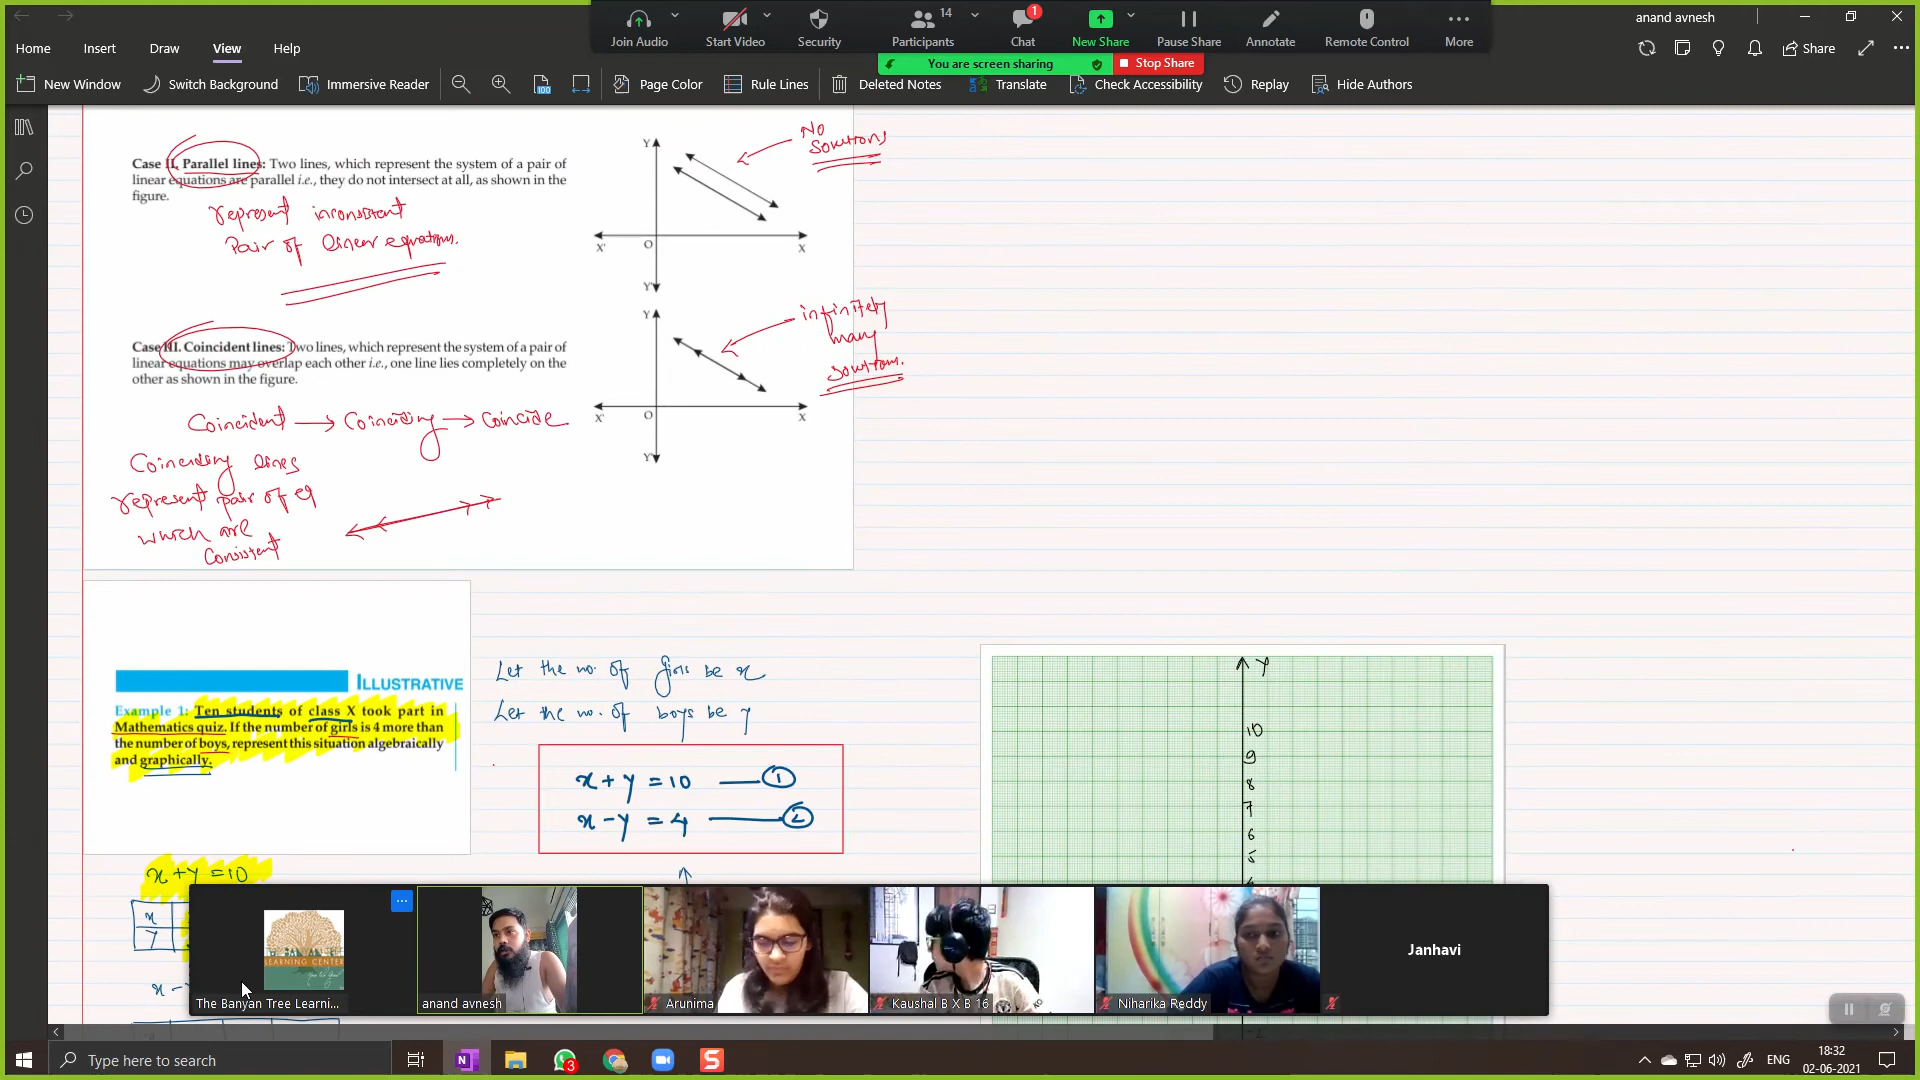 anand avnesh
Home Insert Draw View Help
Join Audio Start Video Security Participants 14 Chat 1 New Share Pause Share Annotate Remote Control More
You are screen sharing Stop Share
Share
New Window Switch Background Immersive Reader Page Color Rule Lines Deleted Notes Translate Check Accessibility Replay Hide Authors
Case II. Parallel lines: Two lines, which represent the system of a pair of
linear equations are parallel i.e., they do not intersect at all, as shown in the
figure.
represent inconsistent
Pair of linear equations.
Y
X' O X
Y'
No
Solutions
Case III. Coincident lines: Two lines, which represent the system of a pair of
linear equations may overlap each other i.e., one line lies completely on the
other as shown in the figure.
Y
X' O X
Y'
infinitely
many
solutions.
Coincident → Coinciding → Coincide
Coinciding lines
represent pair of eq
which are
Consistent
ILLUSTRATIVE
Example 1: Ten students of class X took part in
Mathematics quiz. If the number of girls is 4 more than
the number of boys, represent this situation algebraically
and graphically.
Let the no. of girls be x
Let the no. of boys be y
x + y = 10 — 1
x - y = 4 — 2
x + y = 10
x
y
Y
10
9
8
7
6
5
LEARNING CENTER
The Banyan Tree Learni...
anand avnesh
Arunima
Kaushal B X B 16
Niharika Reddy
Janhavi
Type here to search
3
ENG
18:32
02-06-2021